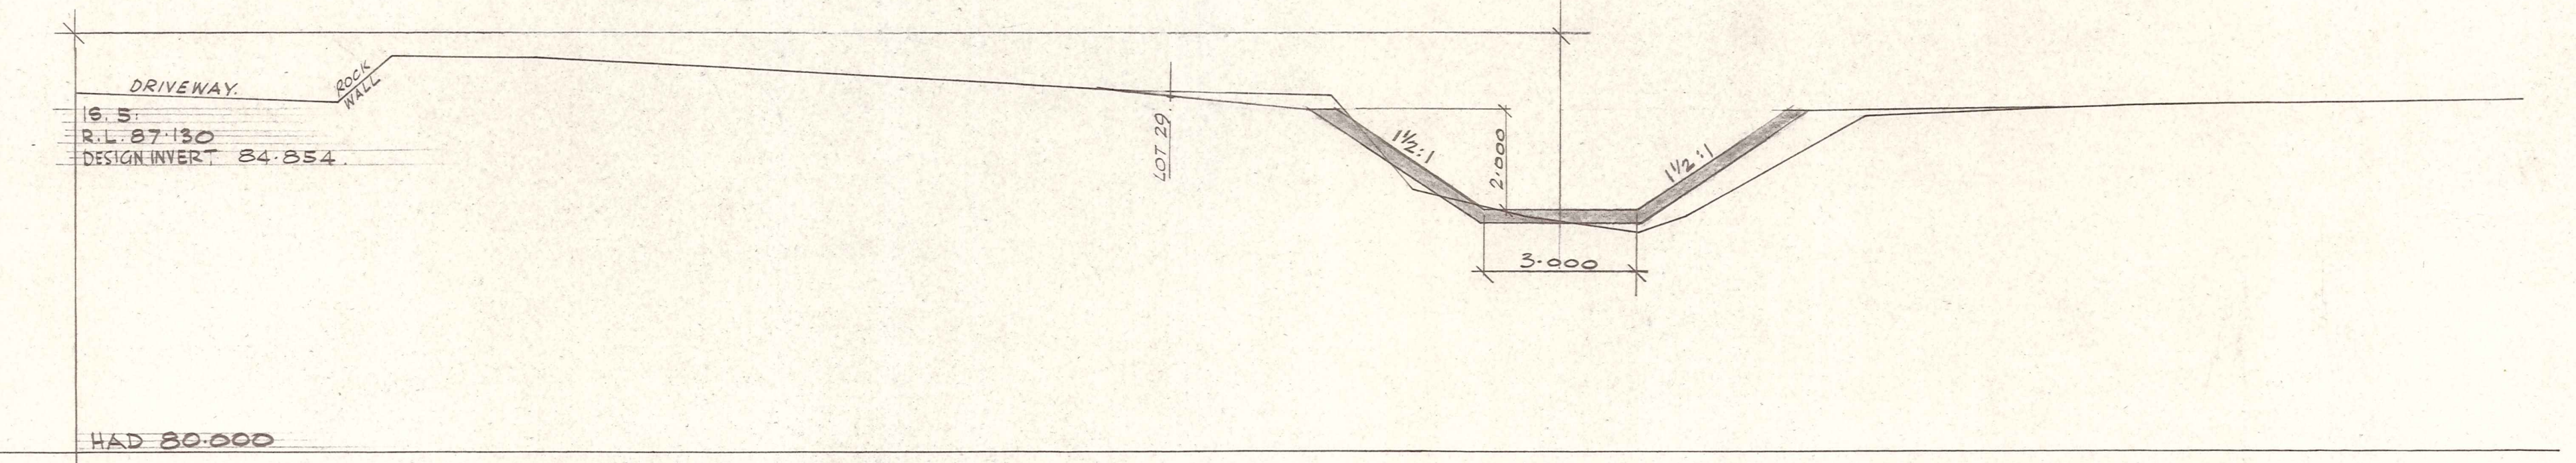 DRIVEWAY.
ROCK
WALL
IS. 5.
R.L. 87.130
DESIGN INVERT 84.854.
LOT 29.
1½:1
2.000
1½:1
3.000
HAD 80.000